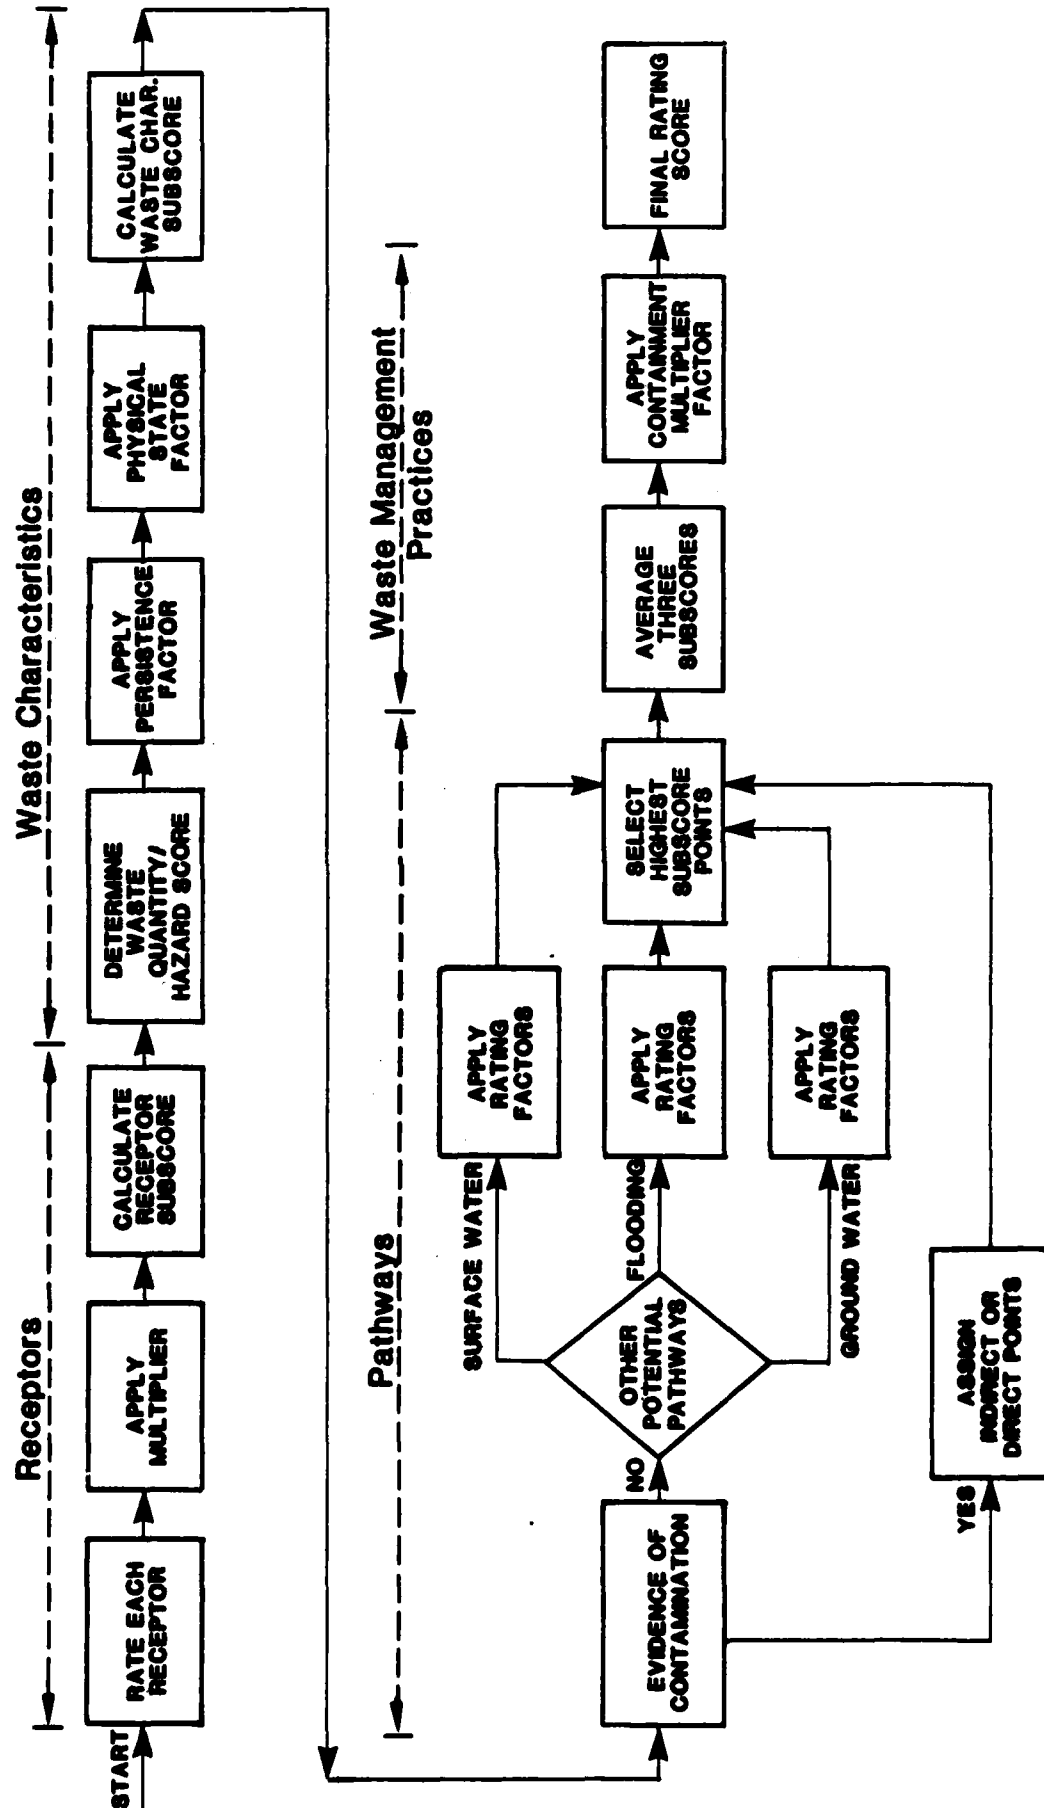 Receptors
Waste Characteristics
START
RATE EACH
RECEPTOR
APPLY
MULTIPLIER
CALCULATE
RECEPTOR
SUBSCORE
DETERMINE
WASTE
QUANTITY/
HAZARD SCORE
APPLY
PERSISTENCE
FACTOR
APPLY
PHYSICAL
STATE
FACTOR
CALCULATE
WASTE CHAR.
SUBSCORE
Pathways
Waste Management
Practices
EVIDENCE OF
CONTAMINATION
NO
YES
OTHER
POTENTIAL
PATHWAYS
SURFACE WATER
FLOODING
GROUND WATER
APPLY
RATING
FACTORS
APPLY
RATING
FACTORS
APPLY
RATING
FACTORS
ASSIGN
INDIRECT OR
DIRECT POINTS
SELECT
HIGHEST
SUBSCORE
POINTS
AVERAGE
THREE
SUBSCORES
APPLY
CONTAINMENT
MULTIPLIER
FACTOR
FINAL RATING
SCORE